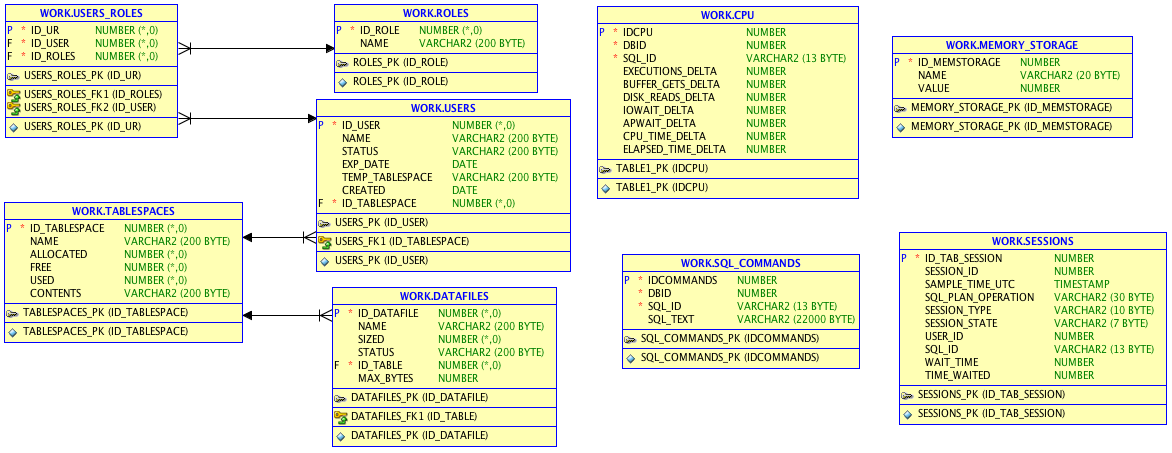 WORK.USERS_ROLES
P * ID_UR NUMBER (*,0)
F * ID_USER NUMBER (*,0)
F * ID_ROLES NUMBER (*,0)
USERS_ROLES_PK (ID_UR)
USERS_ROLES_FK1 (ID_ROLES)
USERS_ROLES_FK2 (ID_USER)
USERS_ROLES_PK (ID_UR)
WORK.ROLES
P * ID_ROLE NUMBER (*,0)
NAME VARCHAR2 (200 BYTE)
ROLES_PK (ID_ROLE)
ROLES_PK (ID_ROLE)
WORK.USERS
P * ID_USER NUMBER (*,0)
NAME VARCHAR2 (200 BYTE)
STATUS VARCHAR2 (200 BYTE)
EXP_DATE DATE
TEMP_TABLESPACE VARCHAR2 (200 BYTE)
CREATED DATE
F * ID_TABLESPACE NUMBER (*,0)
USERS_PK (ID_USER)
USERS_FK1 (ID_TABLESPACE)
USERS_PK (ID_USER)
WORK.TABLESPACES
P * ID_TABLESPACE NUMBER (*,0)
NAME VARCHAR2 (200 BYTE)
ALLOCATED NUMBER (*,0)
FREE NUMBER (*,0)
USED NUMBER (*,0)
CONTENTS VARCHAR2 (200 BYTE)
TABLESPACES_PK (ID_TABLESPACE)
TABLESPACES_PK (ID_TABLESPACE)
WORK.DATAFILES
P * ID_DATAFILE NUMBER (*,0)
NAME VARCHAR2 (200 BYTE)
SIZED NUMBER (*,0)
STATUS VARCHAR2 (200 BYTE)
F * ID_TABLE NUMBER (*,0)
MAX_BYTES NUMBER
DATAFILES_PK (ID_DATAFILE)
DATAFILES_FK1 (ID_TABLE)
DATAFILES_PK (ID_DATAFILE)
WORK.CPU
P * IDCPU NUMBER
* DBID NUMBER
* SQL_ID VARCHAR2 (13 BYTE)
EXECUTIONS_DELTA NUMBER
BUFFER_GETS_DELTA NUMBER
DISK_READS_DELTA NUMBER
IOWAIT_DELTA NUMBER
APWAIT_DELTA NUMBER
CPU_TIME_DELTA NUMBER
ELAPSED_TIME_DELTA NUMBER
TABLE1_PK (IDCPU)
TABLE1_PK (IDCPU)
WORK.MEMORY_STORAGE
P * ID_MEMSTORAGE NUMBER
NAME VARCHAR2 (20 BYTE)
VALUE NUMBER
MEMORY_STORAGE_PK (ID_MEMSTORAGE)
MEMORY_STORAGE_PK (ID_MEMSTORAGE)
WORK.SQL_COMMANDS
P * IDCOMMANDS NUMBER
* DBID NUMBER
* SQL_ID VARCHAR2 (13 BYTE)
SQL_TEXT VARCHAR2 (22000 BYTE)
SQL_COMMANDS_PK (IDCOMMANDS)
SQL_COMMANDS_PK (IDCOMMANDS)
WORK.SESSIONS
P * ID_TAB_SESSION NUMBER
SESSION_ID NUMBER
SAMPLE_TIME_UTC TIMESTAMP
SQL_PLAN_OPERATION VARCHAR2 (30 BYTE)
SESSION_TYPE VARCHAR2 (10 BYTE)
SESSION_STATE VARCHAR2 (7 BYTE)
USER_ID NUMBER
SQL_ID VARCHAR2 (13 BYTE)
WAIT_TIME NUMBER
TIME_WAITED NUMBER
SESSIONS_PK (ID_TAB_SESSION)
SESSIONS_PK (ID_TAB_SESSION)